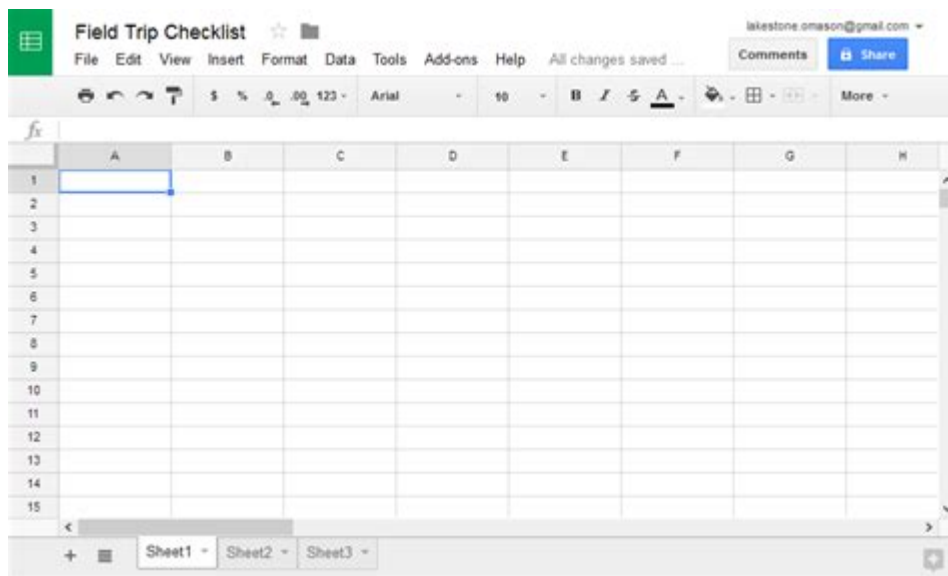 Field Trip Checklist
lakestone.omason@gmail.com
File Edit View Insert Format Data Tools Add-ons Help All changes saved ...
Comments
Share
$ % .0 .00 123 Arial 10 B I S A More
fx
A B C D E F G H
1
2
3
4
5
6
7
8
9
10
11
12
13
14
15
Sheet1 Sheet2 Sheet3